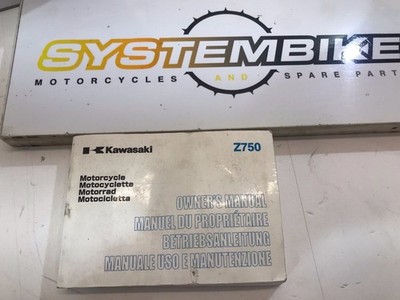 SYSTEMBIKE
MOTORCYCLES AND SPARE PART
Kawasaki
Z750
Motorcycle
Motocyclette
Motorrad
Motocicletta
OWNER'S MANUAL
MANUEL DU PROPRIÉTAIRE
BETRIEBSANLEITUNG
MANUALE USO E MANUTENZIONE